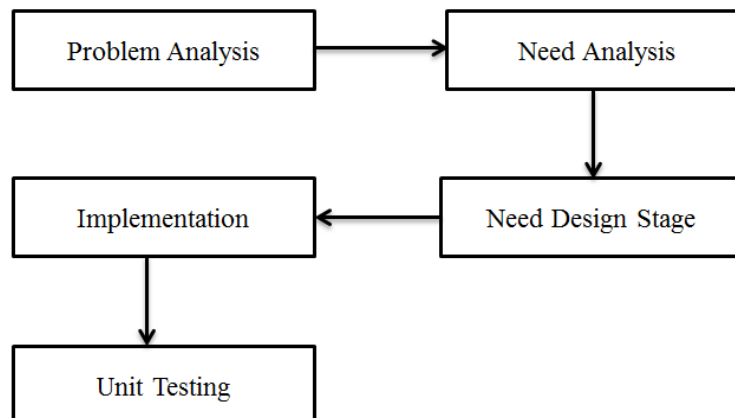 Problem Analysis
Need Analysis
Need Design Stage
Implementation
Unit Testing